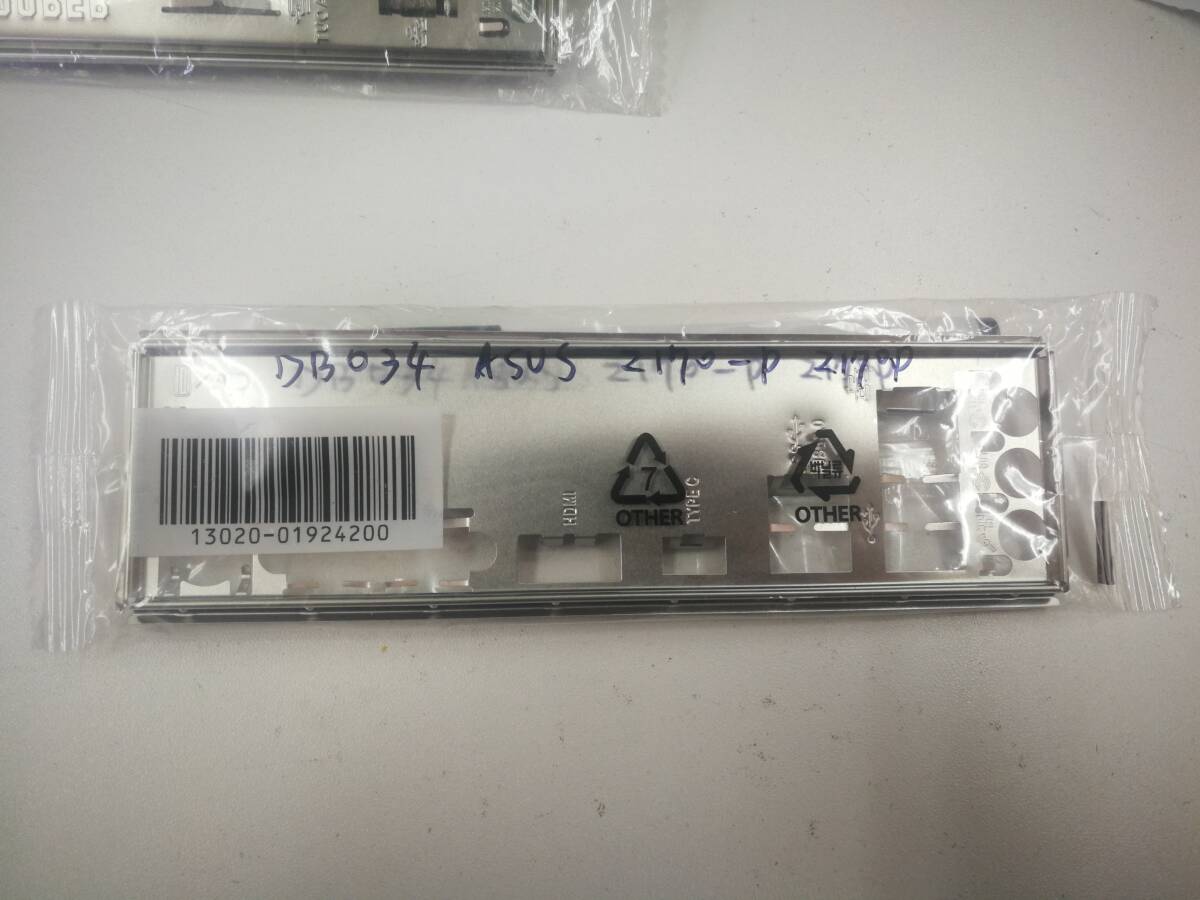 DB034 ASUS Z170-P Z170P
13020-01924200
HDMI
7
OTHER
TYPE C
OTHER